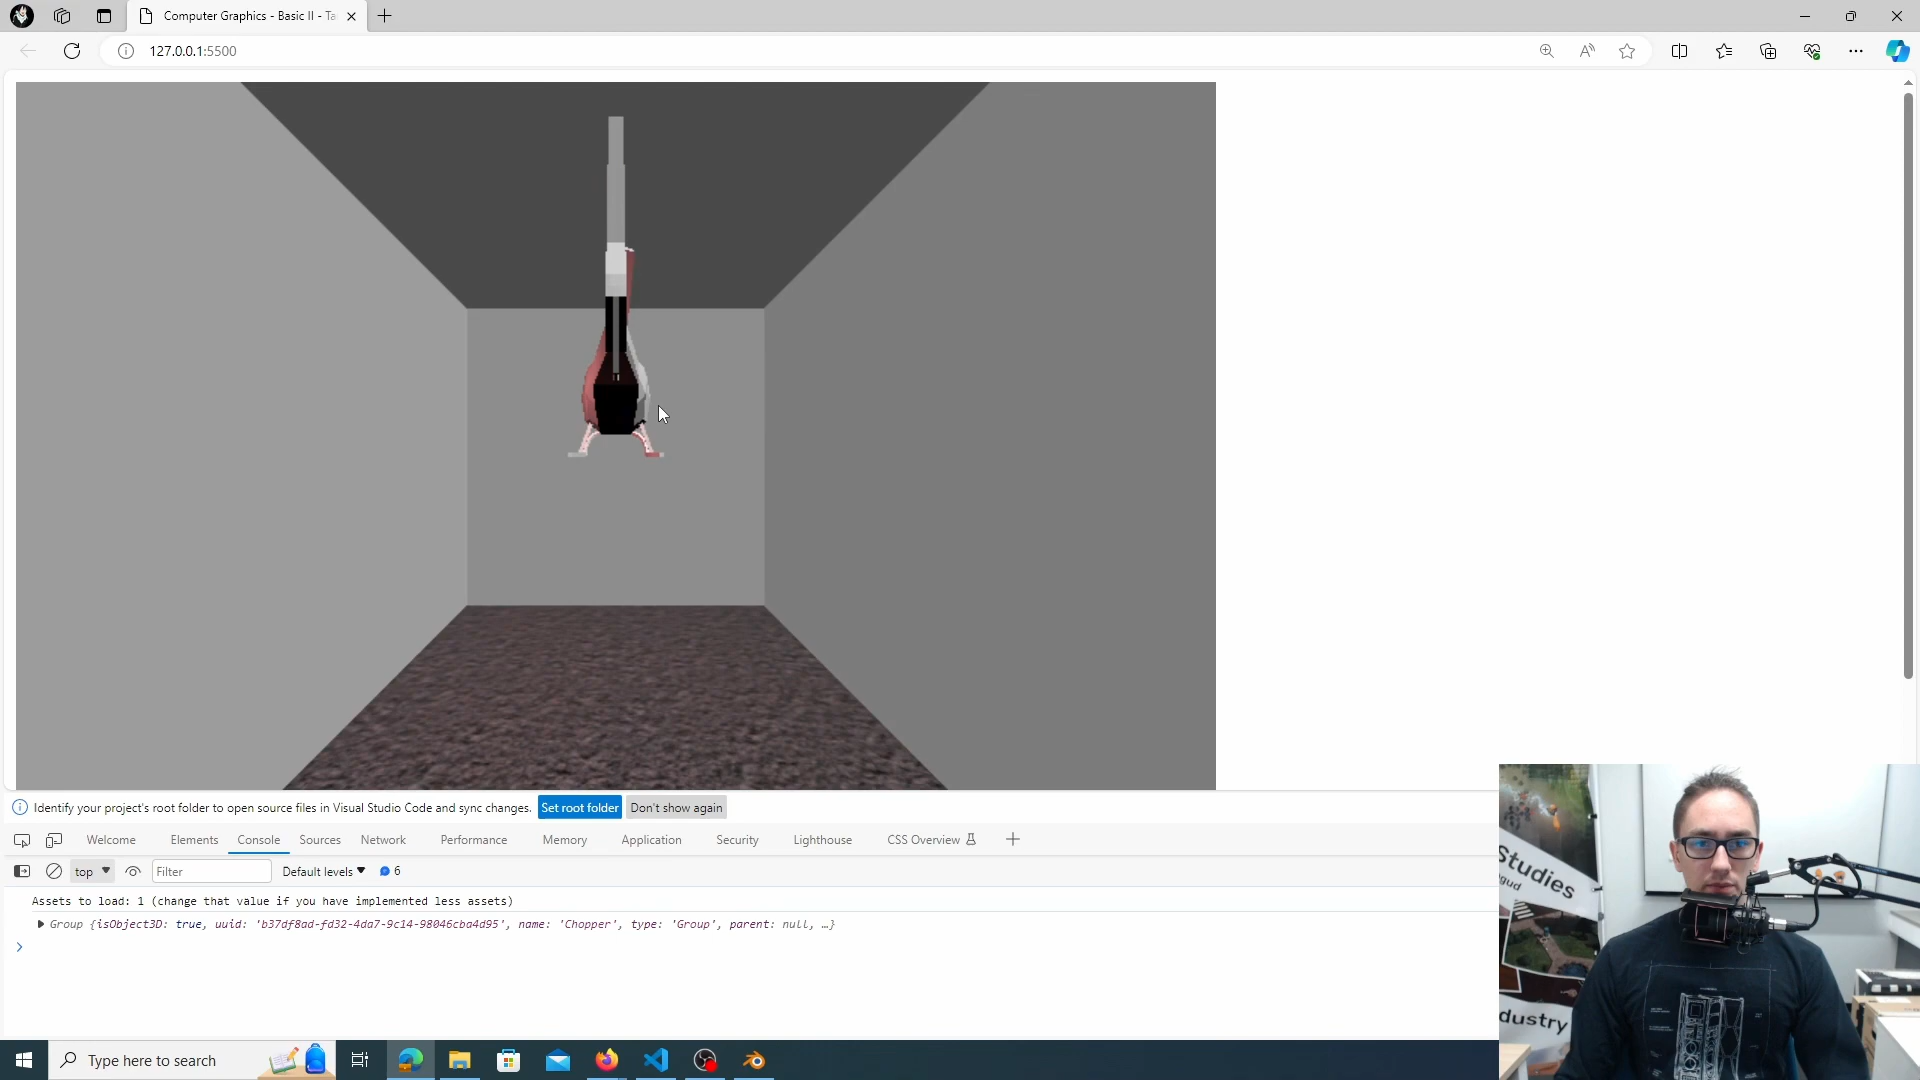 Computer Graphics - Basic II - Ta
127.0.0.1:5500
Identify your project's root folder to open source files in Visual Studio Code and sync changes. Set root folder Don't show again
Welcome Elements Console Sources Network Performance Memory Application Security Lighthouse CSS Overview
top Filter Default levels 6
Assets to load: 1 (change that value if you have implemented less assets)
Group {isObject3D: true, uuid: 'b37df8ad-fd32-4da7-9c14-98046cba4d95', name: 'Chopper', type: 'Group', parent: null, …}
Type here to search
Studies
gud
dustry